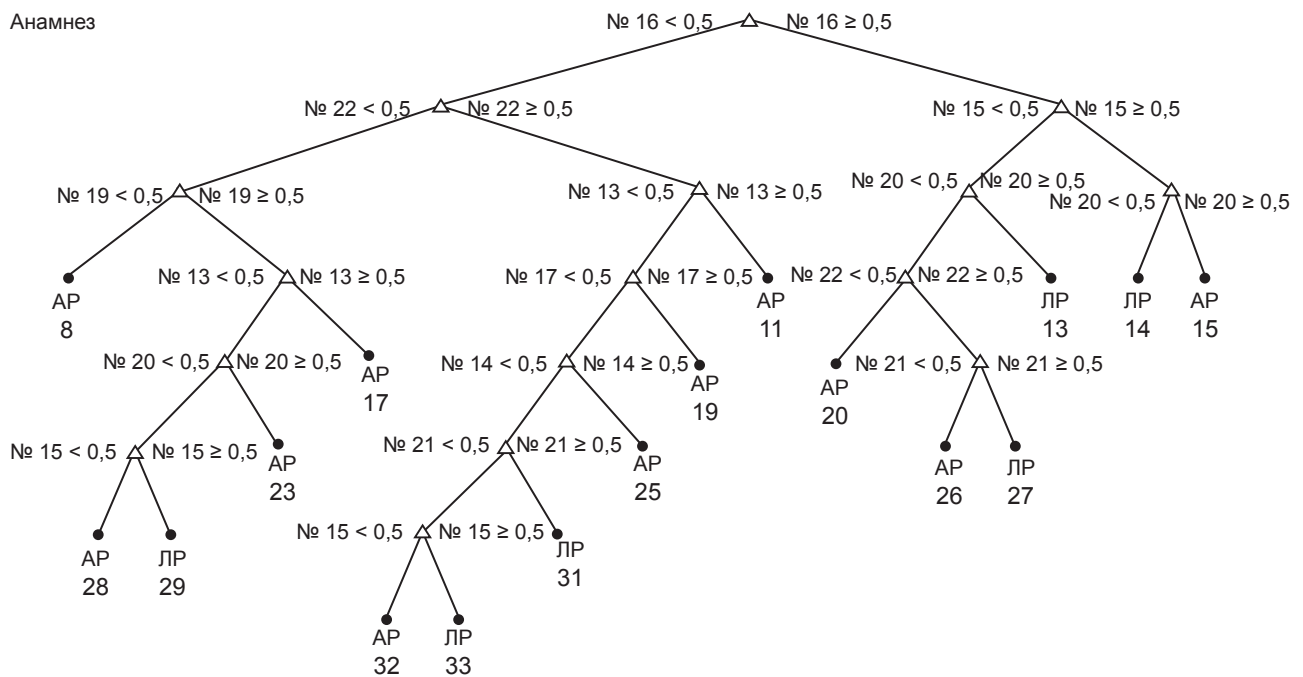 Анамнез
№ 16 < 0,5 № 16 ≥ 0,5
№ 22 < 0,5 № 22 ≥ 0,5 № 15 < 0,5 № 15 ≥ 0,5
№ 19 < 0,5 № 19 ≥ 0,5 № 13 < 0,5 № 13 ≥ 0,5 № 20 < 0,5 № 20 ≥ 0,5 № 20 < 0,5 № 20 ≥ 0,5
№ 13 < 0,5 № 13 ≥ 0,5 № 17 < 0,5 № 17 ≥ 0,5 № 22 < 0,5 № 22 ≥ 0,5
АР АР ЛР ЛР АР
8 11 13 14 15
№ 20 < 0,5 № 20 ≥ 0,5 № 14 < 0,5 № 14 ≥ 0,5 № 21 < 0,5 № 21 ≥ 0,5
АР АР АР
17 19 20
№ 15 < 0,5 № 15 ≥ 0,5 № 21 < 0,5 № 21 ≥ 0,5
АР АР АР ЛР
23 25 26 27
№ 15 < 0,5 № 15 ≥ 0,5
АР ЛР ЛР
28 29 31
АР ЛР
32 33